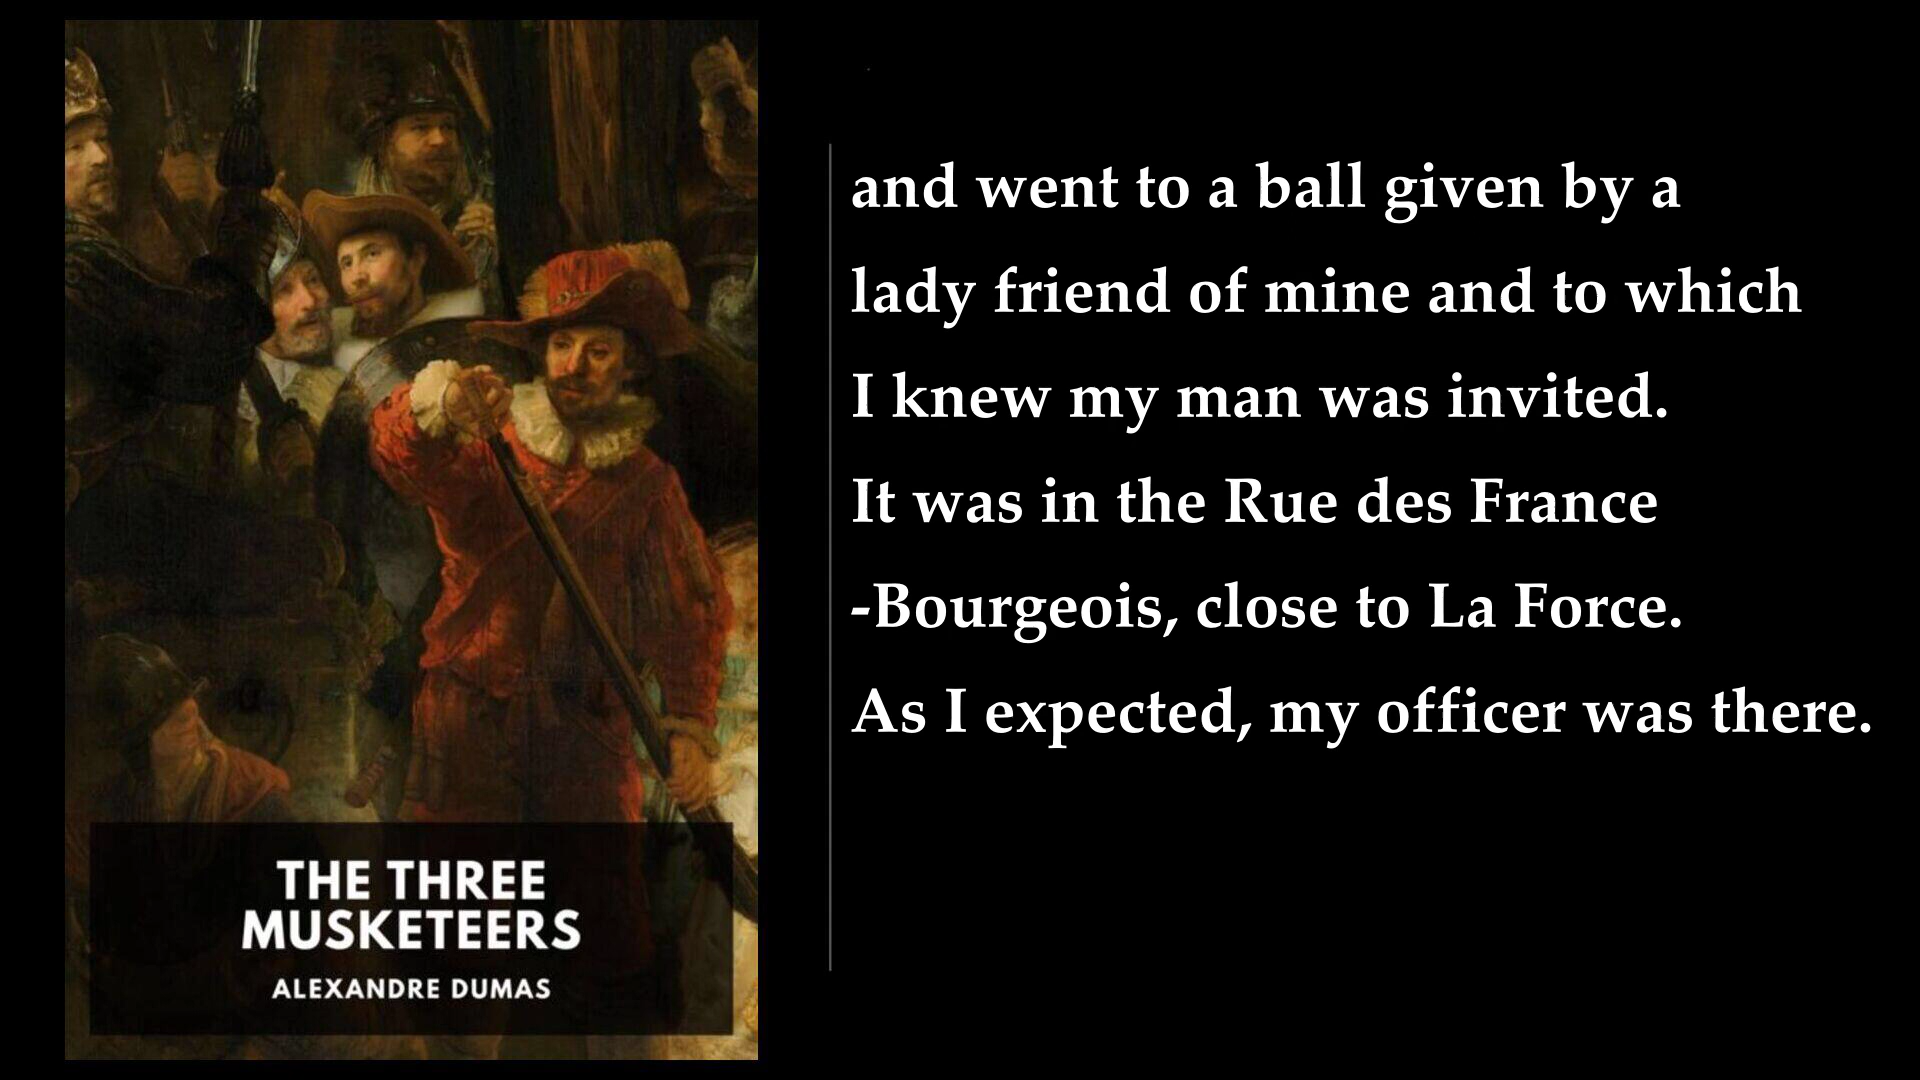 and went to a ball given by a
lady friend of mine and to which
I knew my man was invited.
It was in the Rue des France
-Bourgeois, close to La Force.
As I expected, my officer was there.
THE THREE
MUSKETEERS
ALEXANDRE DUMAS